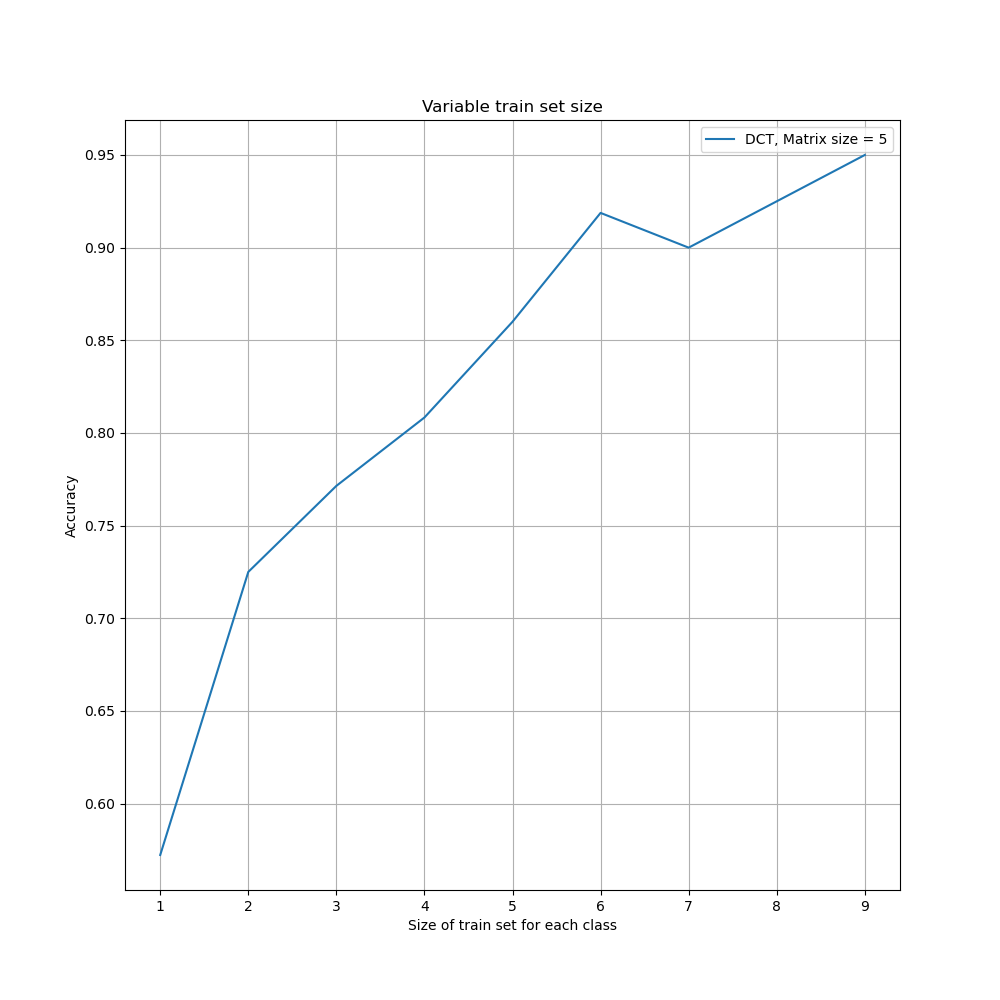 Variable train set size
DCT, Matrix size = 5
0.95
0.90
0.85
0.80
0.75
0.70
0.65
0.60
Accuracy
1 2 3 4 5 6 7 8 9
Size of train set for each class